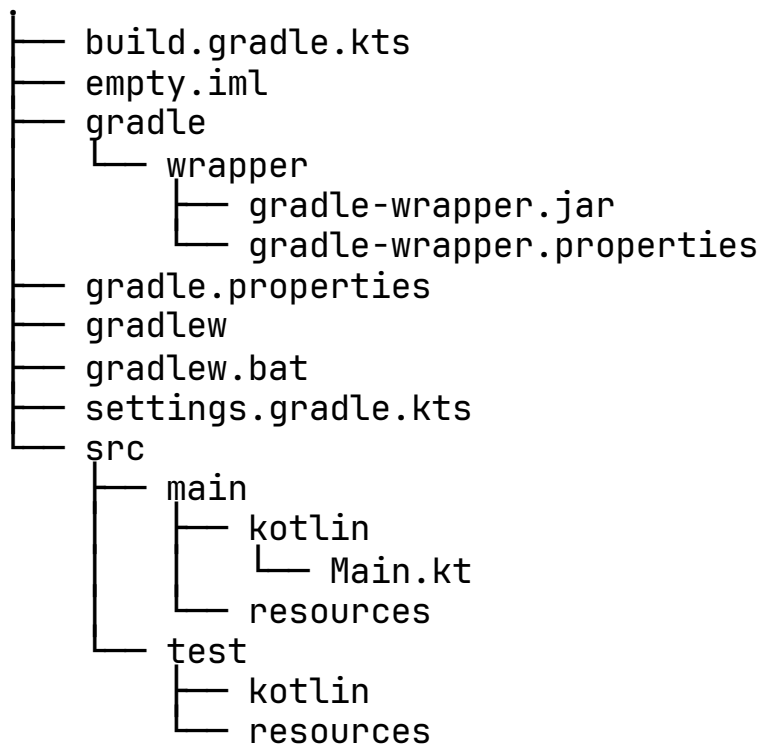 .
├── build.gradle.kts
├── empty.iml
├── gradle
│   └── wrapper
│       ├── gradle-wrapper.jar
│       └── gradle-wrapper.properties
├── gradle.properties
├── gradlew
├── gradlew.bat
├── settings.gradle.kts
└── src
    ├── main
    │   ├── kotlin
    │   │   └── Main.kt
    │   └── resources
    └── test
        ├── kotlin
        └── resources